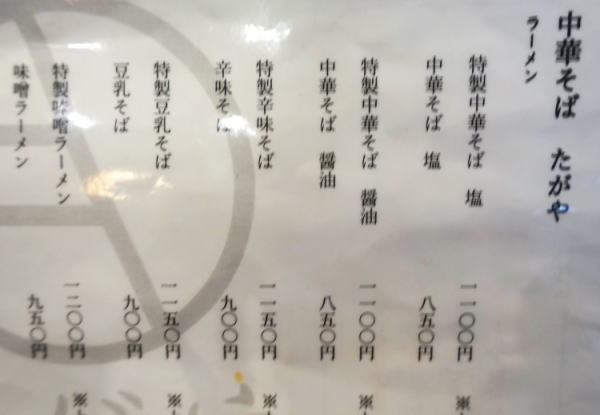 中華そば たがや
ラーメン
特製中華そば 塩 一一〇〇円 ※
中華そば 塩 八五〇円
特製中華そば 醤油 一一〇〇円 ※
中華そば 醤油 八五〇円
特製辛味そば 一一五〇円 ※
辛味そば 九〇〇円
特製豆乳そば 一一五〇円 ※
豆乳そば 九〇〇円
特製味噌ラーメン 一二〇〇円 ※
味噌ラーメン 九五〇円